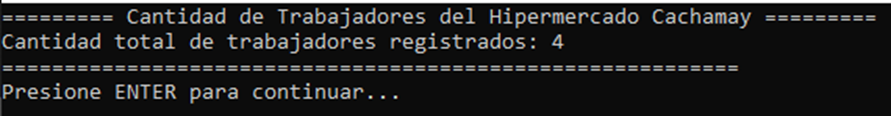 ========= Cantidad de Trabajadores del Hipermercado Cachamay =========
Cantidad total de trabajadores registrados: 4
===========================================================
Presione ENTER para continuar...